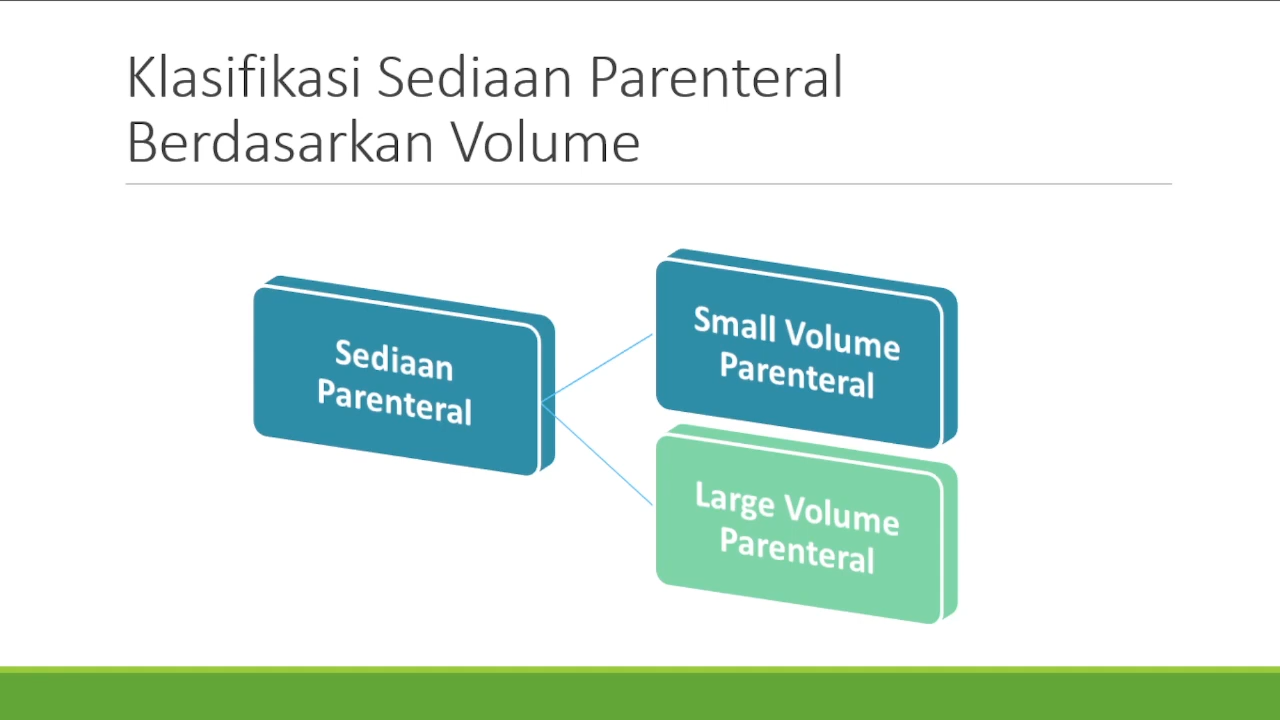 Klasifikasi Sediaan Parenteral
Berdasarkan Volume
Sediaan
Parenteral
Small Volume
Parenteral
Large Volume
Parenteral